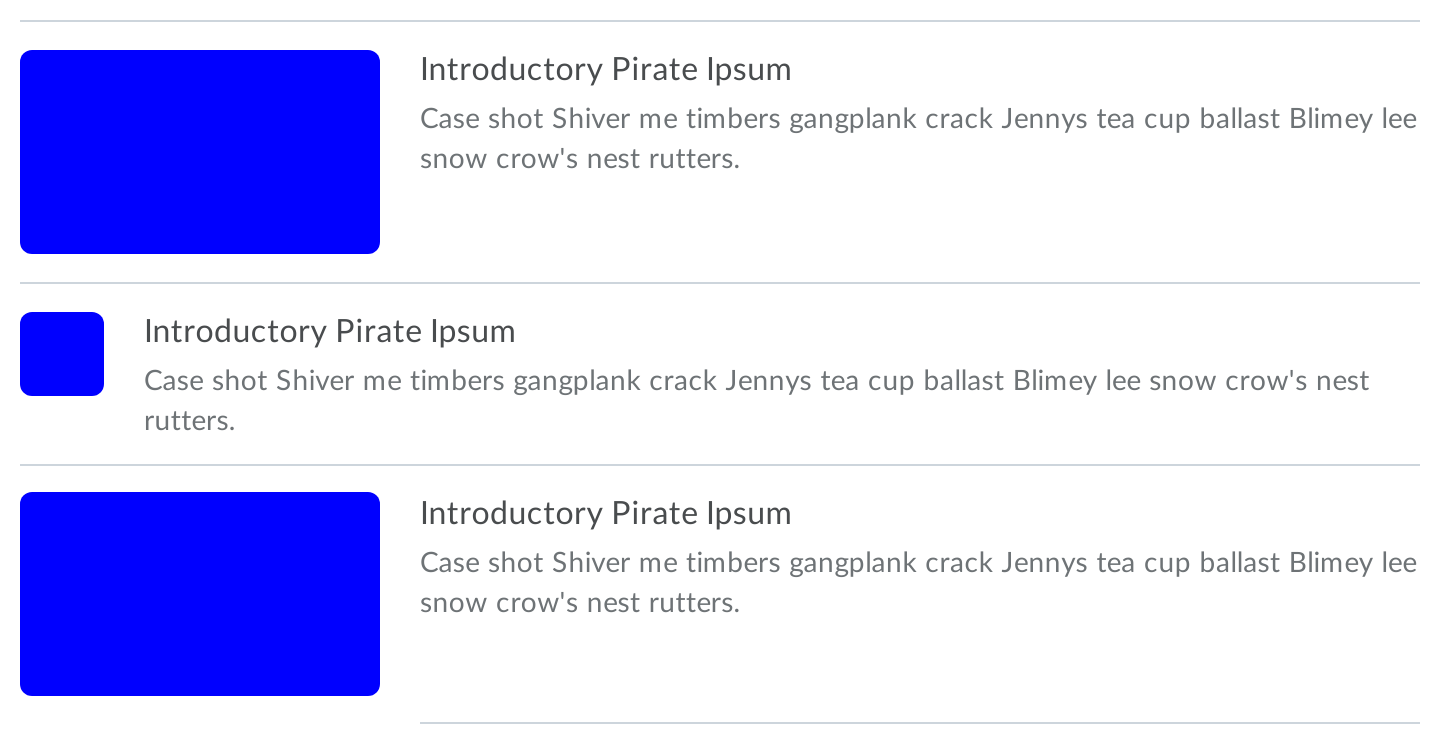 Introductory Pirate Ipsum
Case shot Shiver me timbers gangplank crack Jennys tea cup ballast Blimey lee
snow crow's nest rutters.
Introductory Pirate Ipsum
Case shot Shiver me timbers gangplank crack Jennys tea cup ballast Blimey lee snow crow's nest
rutters.
Introductory Pirate Ipsum
Case shot Shiver me timbers gangplank crack Jennys tea cup ballast Blimey lee
snow crow's nest rutters.